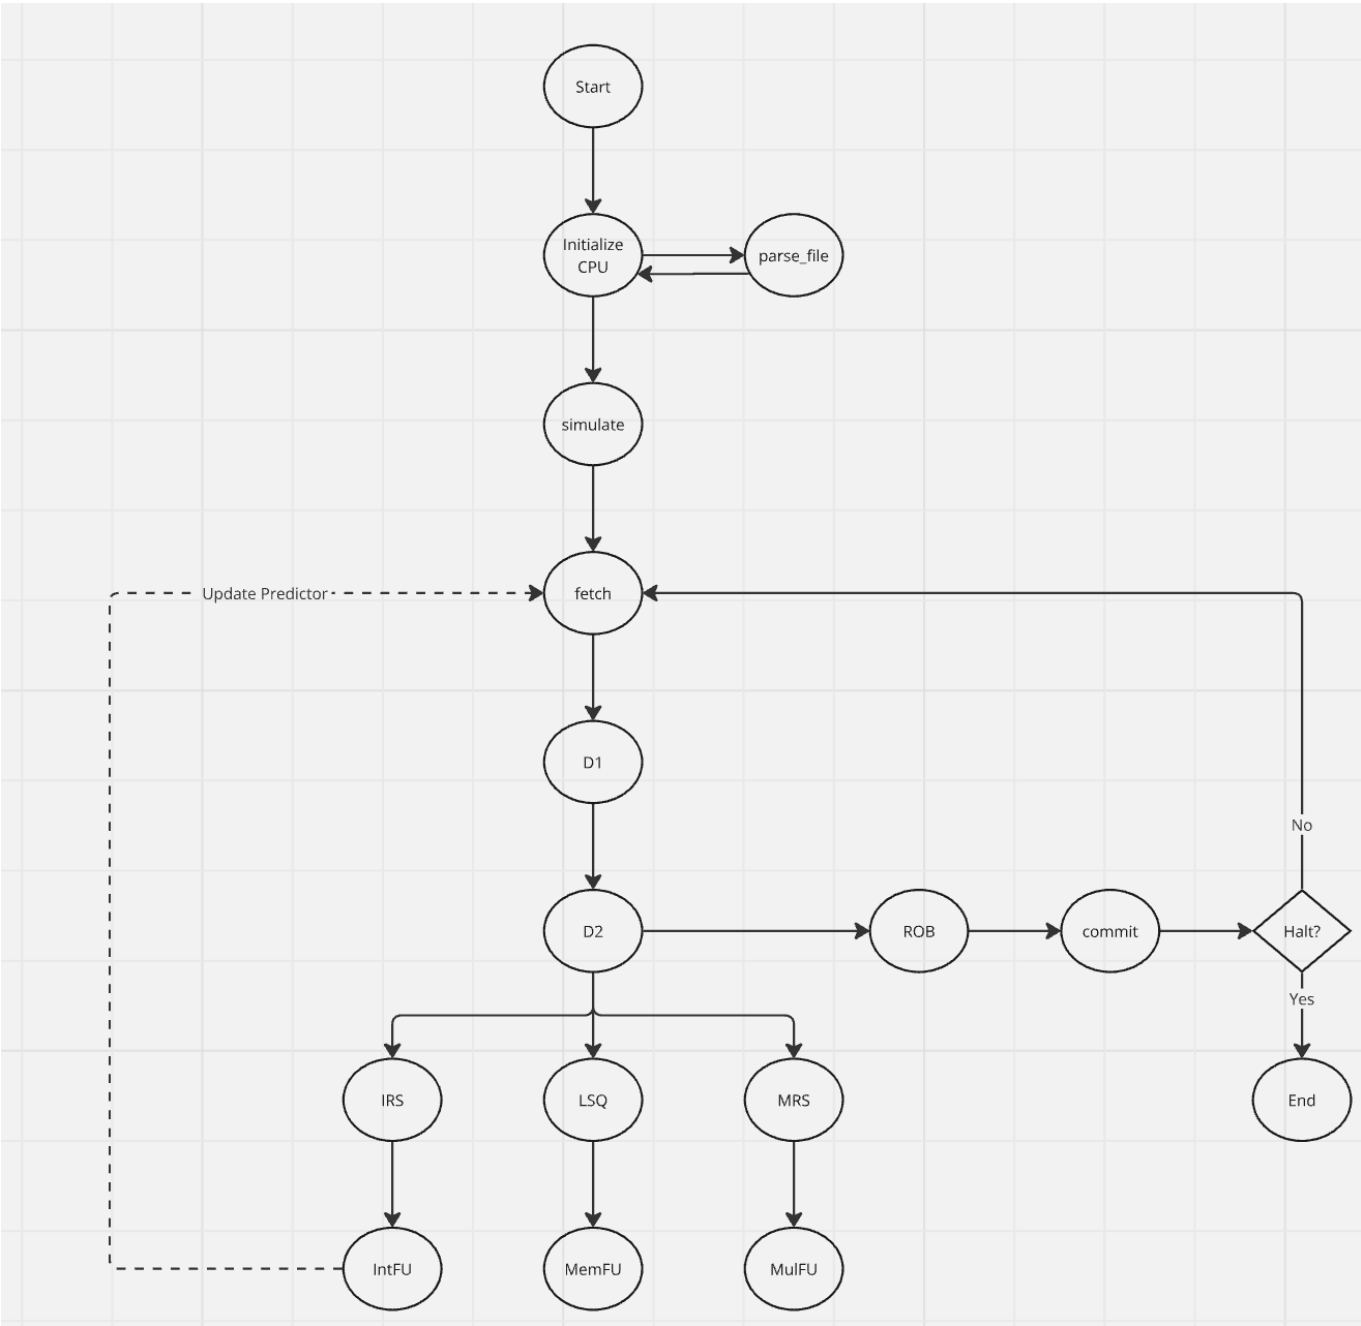 Start
Initialize
CPU
parse_file
simulate
Update Predictor
fetch
D1
No
D2
ROB
commit
Halt?
Yes
IRS
LSQ
MRS
End
IntFU
MemFU
MulFU